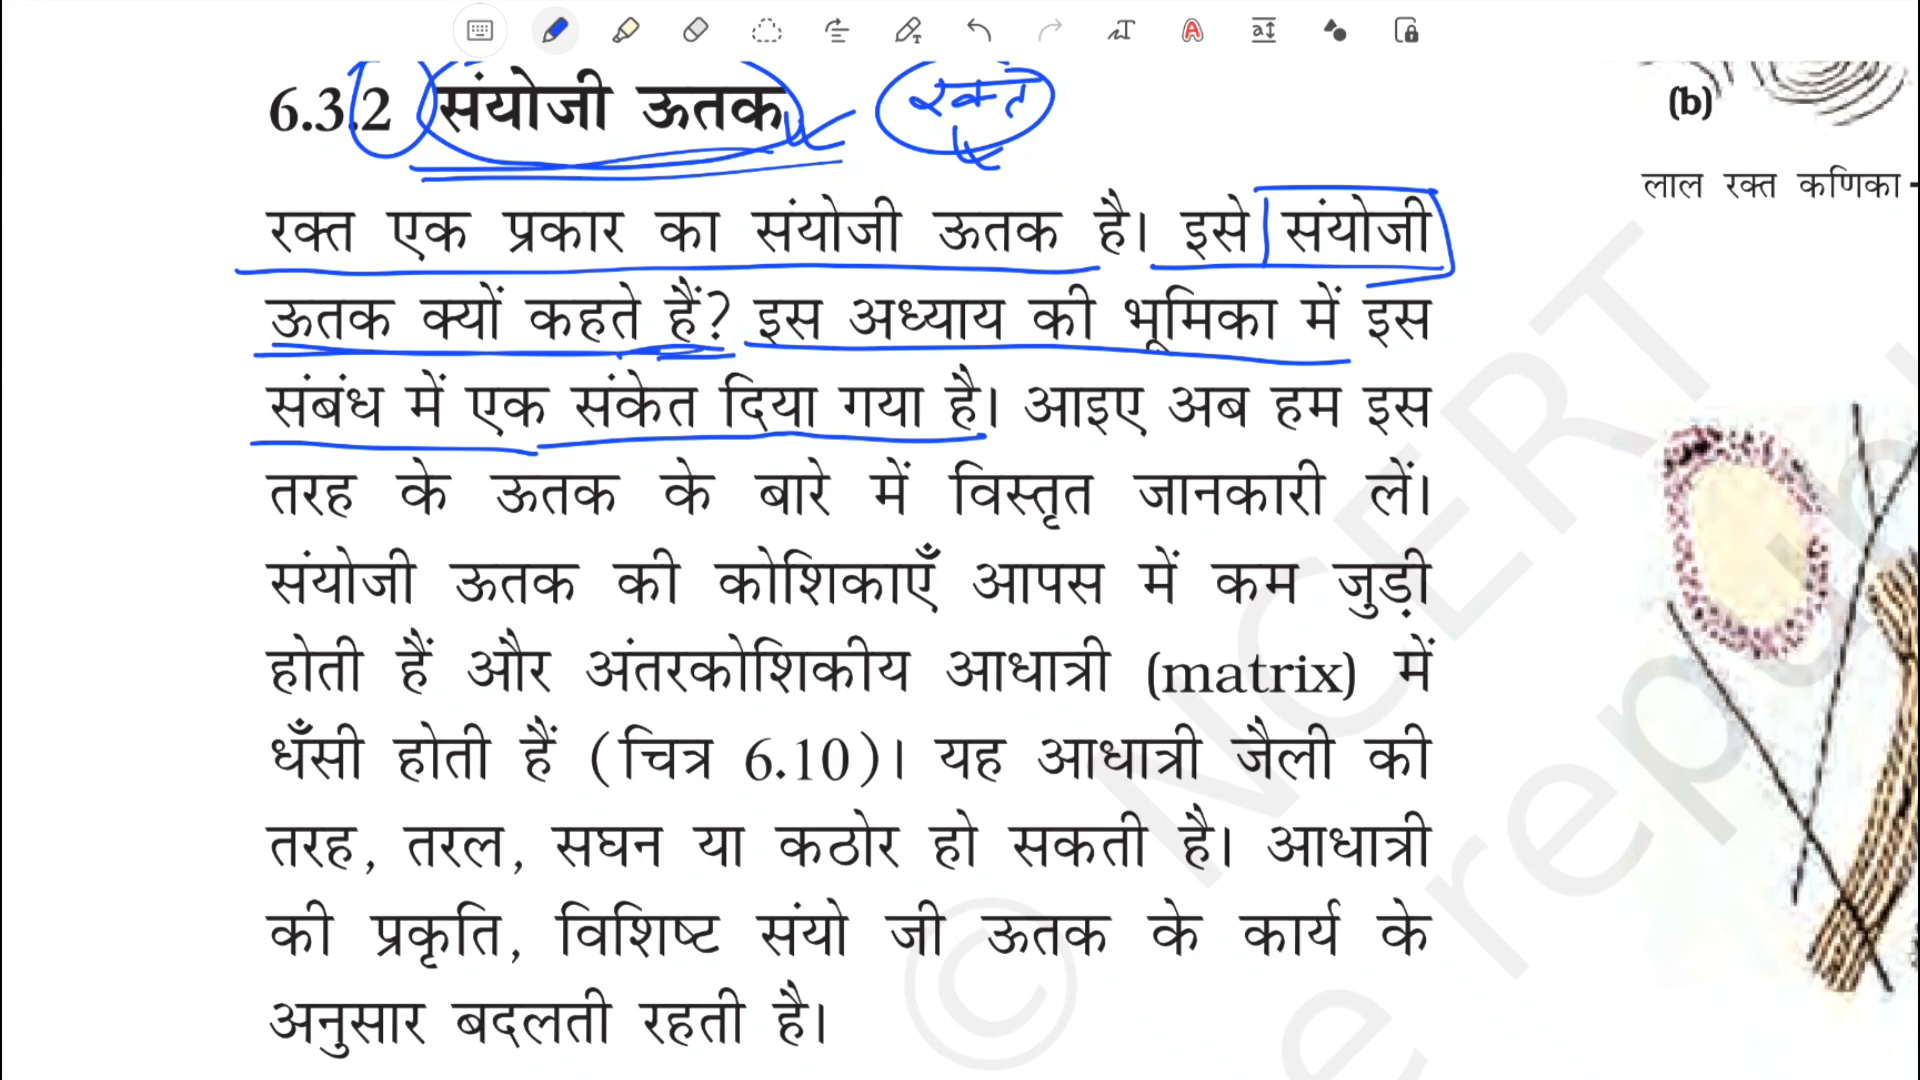 6.3.2 संयोजी ऊतक रक्त
रक्त एक प्रकार का संयोजी ऊतक है। इसे संयोजी
ऊतक क्यों कहते हैं? इस अध्याय की भूमिका में इस
संबंध में एक संकेत दिया गया है। आइए अब हम इस
तरह के ऊतक के बारे में विस्तृत जानकारी लें।
संयोजी ऊतक की कोशिकाएँ आपस में कम जुड़ी
होती हैं और अंतरकोशिकीय आधात्री (matrix) में
धँसी होती हैं (चित्र 6.10)। यह आधात्री जैली की
तरह, तरल, सघन या कठोर हो सकती है। आधात्री
की प्रकृति, विशिष्ट संयो जी ऊतक के कार्य के
अनुसार बदलती रहती है।
(b)
लाल रक्त कणिका
© NCERT